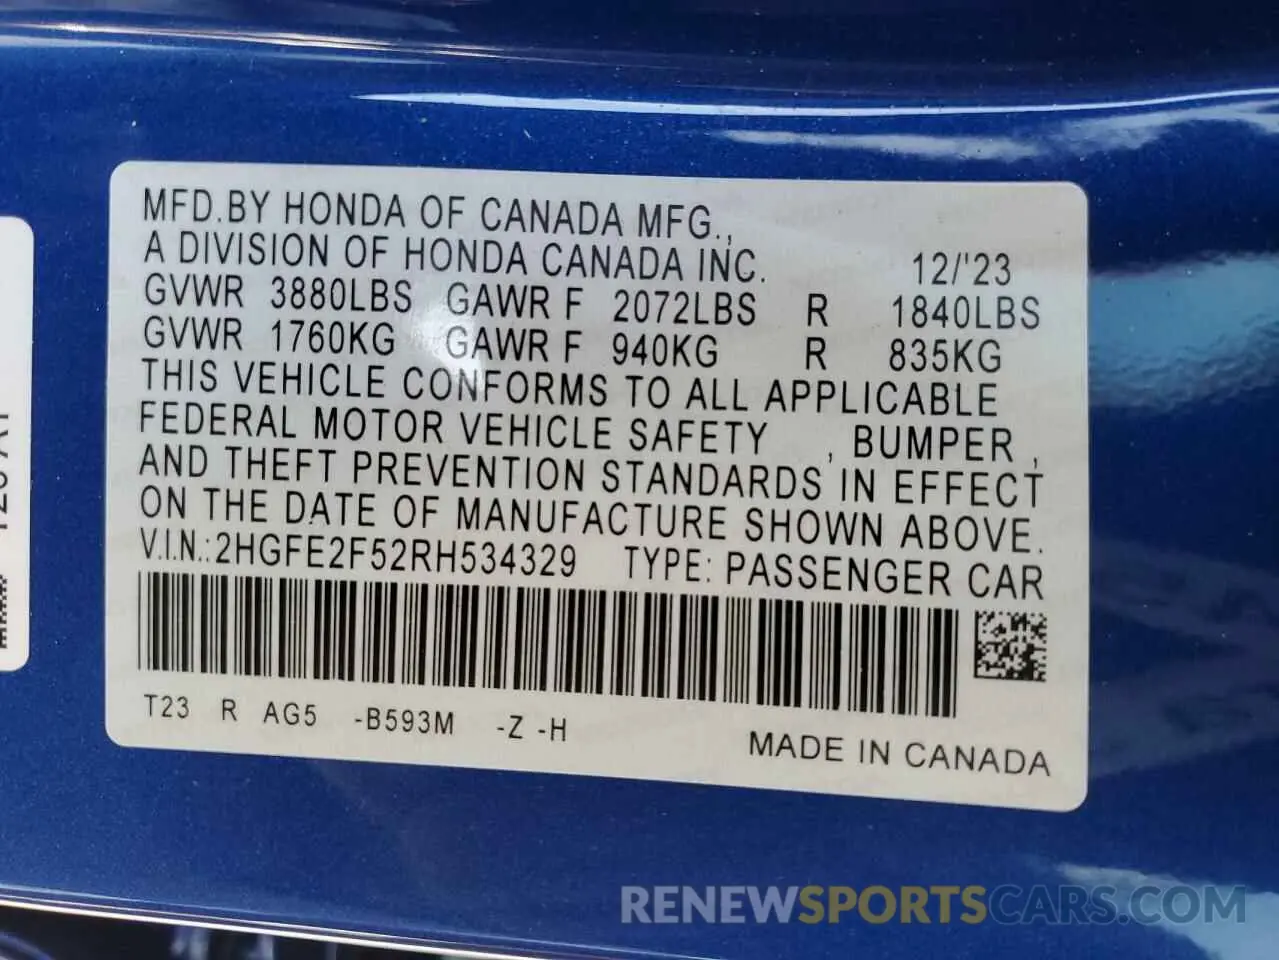 MFD.BY HONDA OF CANADA MFG.,
A DIVISION OF HONDA CANADA INC. 12/'23
GVWR 3880LBS GAWR F 2072LBS R 1840LBS
GVWR 1760KG GAWR F 940KG R 835KG
THIS VEHICLE CONFORMS TO ALL APPLICABLE
FEDERAL MOTOR VEHICLE SAFETY , BUMPER ,
AND THEFT PREVENTION STANDARDS IN EFFECT
ON THE DATE OF MANUFACTURE SHOWN ABOVE.
V.I.N.:2HGFE2F52RH534329 TYPE: PASSENGER CAR
T23 R AG5 -B593M -Z -H
MADE IN CANADA
RENEWSPORTSCARS.COM